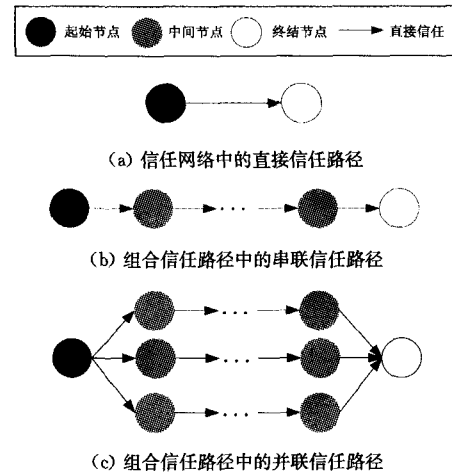 起始节点 中间节点 终结节点 直接信任
(a) 信任网络中的直接信任路径
...
(b) 组合信任路径中的串联信任路径
...
...
...
(c) 组合信任路径中的并联信任路径